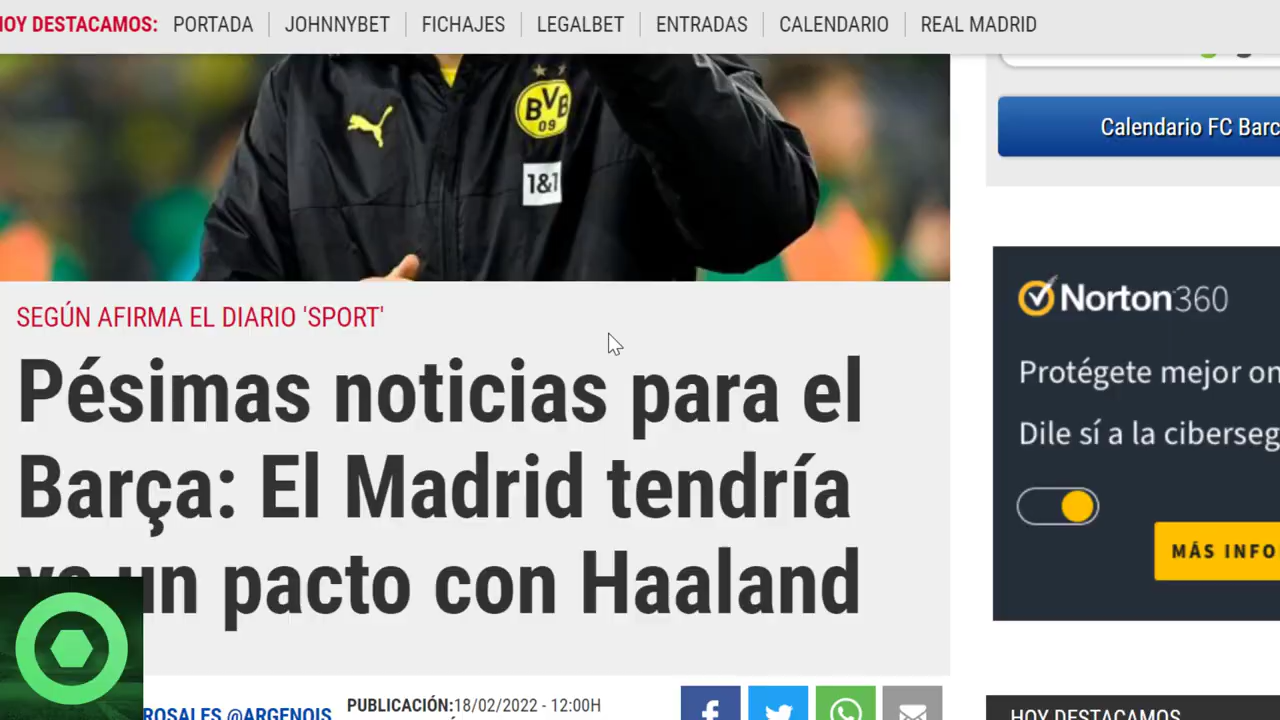 HOY DESTACAMOS: PORTADA JOHNNYBET FICHAJES LEGALBET ENTRADAS CALENDARIO REAL MADRID
BVB
09
1&1
Calendario FC Barc
Norton360
Protégete mejor on
Dile sí a la ciberseg
MÁS INFO
SEGÚN AFIRMA EL DIARIO 'SPORT'
Pésimas noticias para el
Barça: El Madrid tendría
ya un pacto con Haaland
ROSALES @ARGENOIS PUBLICACIÓN:18/02/2022 - 12:00H
HOY DESTACAMOS